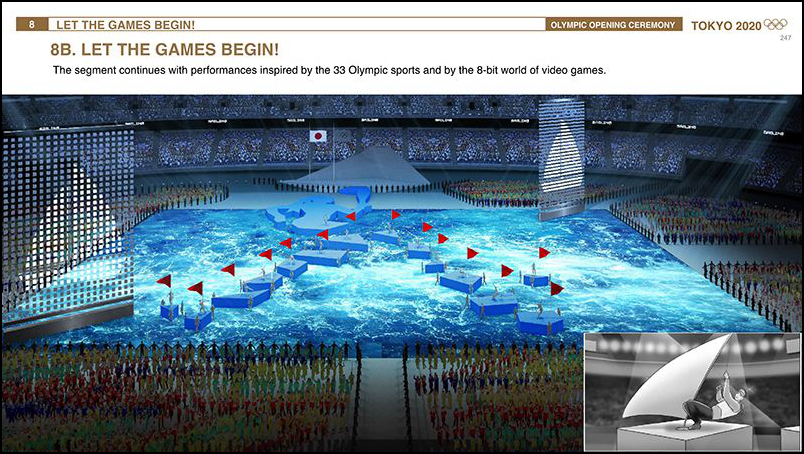 8 LET THE GAMES BEGIN! OLYMPIC OPENING CEREMONY TOKYO 2020
247
8B. LET THE GAMES BEGIN!
The segment continues with performances inspired by the 33 Olympic sports and by the 8-bit world of video games.